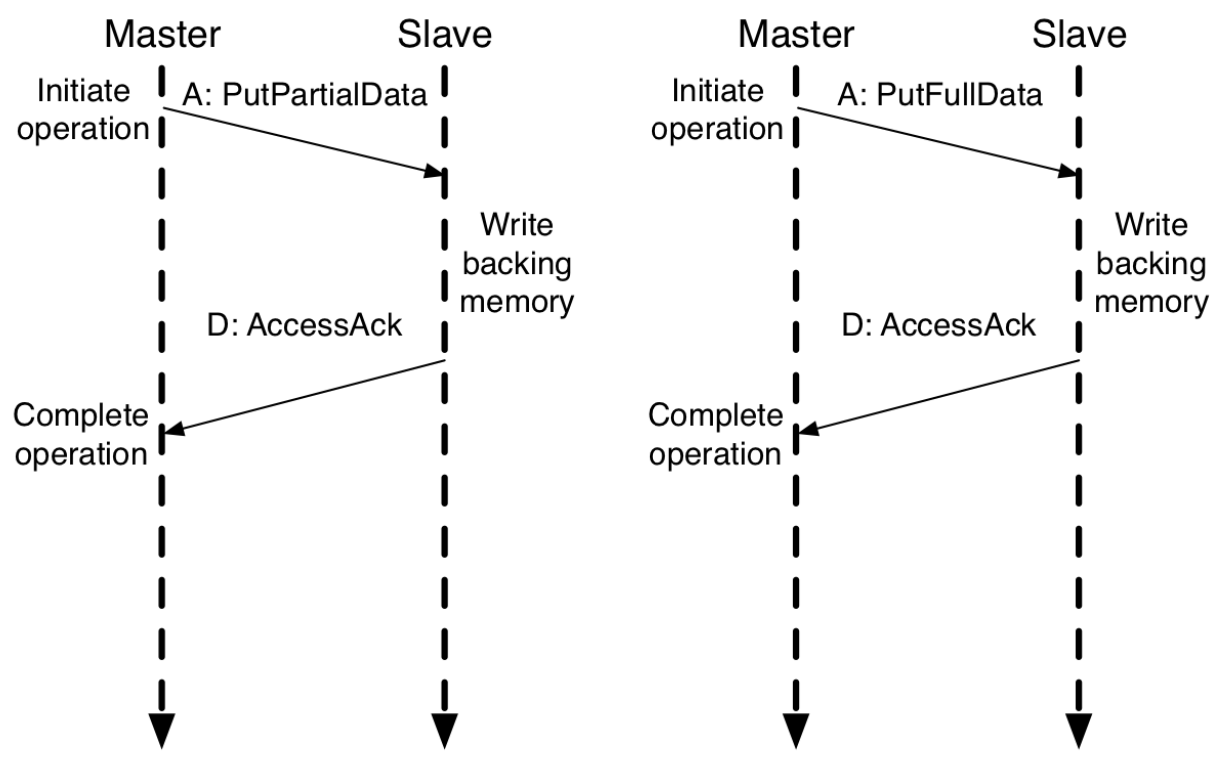 Master
Slave
Initiate
operation
A: PutPartialData
Write
backing
memory
D: AccessAck
Complete
operation
Master
Slave
Initiate
operation
A: PutFullData
Write
backing
memory
D: AccessAck
Complete
operation